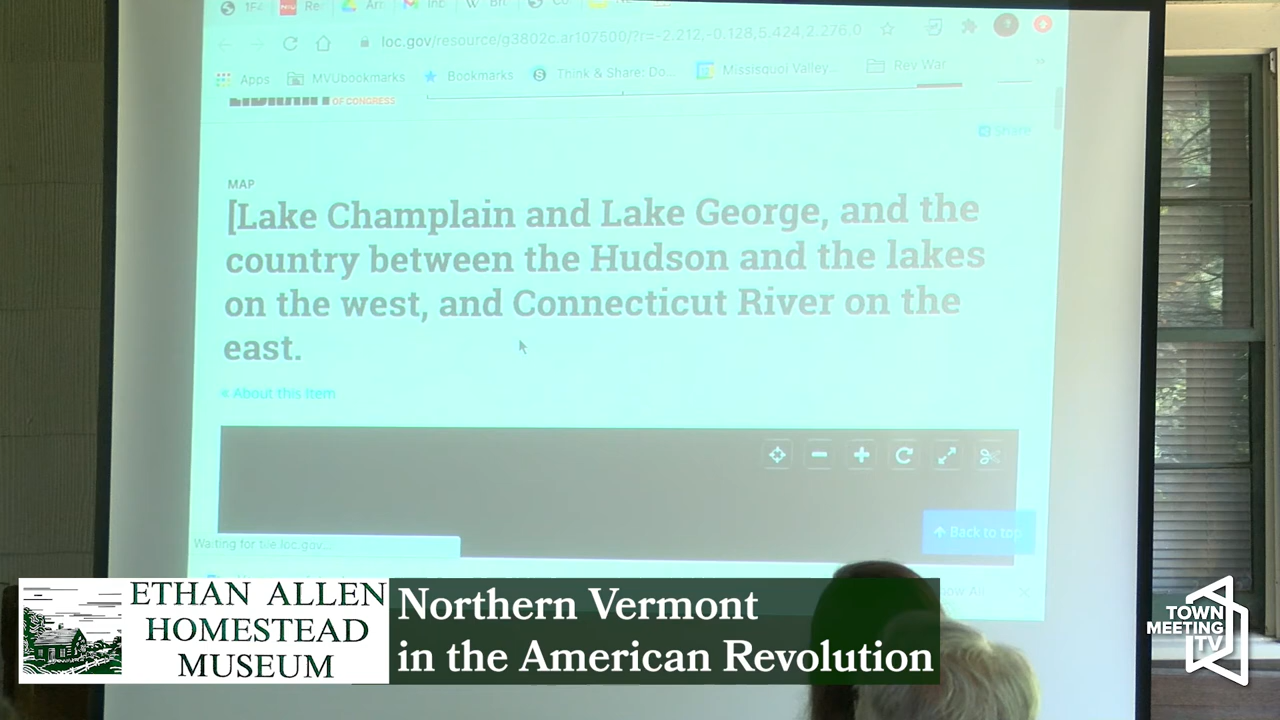 loc.gov/resource/g3802c.ar107500/?r=-2.212,-0.128,5.424,2.276,0
Apps MVUbookmarks Bookmarks Think & Share: Do... Missisquoi Valley... Rev War »
OF CONGRESS
Share
MAP
[Lake Champlain and Lake George, and the
country between the Hudson and the lakes
on the west, and Connecticut River on the
east.
« About this Item
Back to top
Waiting for tile.loc.gov...
ETHAN ALLEN
HOMESTEAD
MUSEUM
Northern Vermont
in the American Revolution
TOWN
MEETING
TV